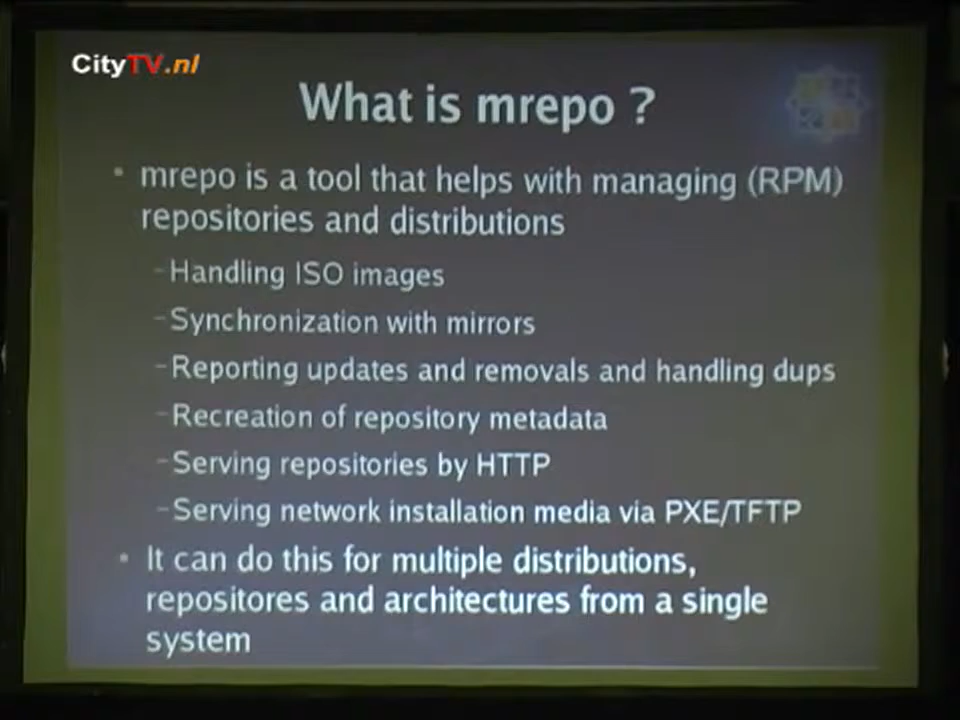 CityTV.nl
What is mrepo ?
• mrepo is a tool that helps with managing (RPM)
repositories and distributions
–Handling ISO images
–Synchronization with mirrors
–Reporting updates and removals and handling dups
–Recreation of repository metadata
–Serving repositories by HTTP
–Serving network installation media via PXE/TFTP
• It can do this for multiple distributions,
repositores and architectures from a single
system